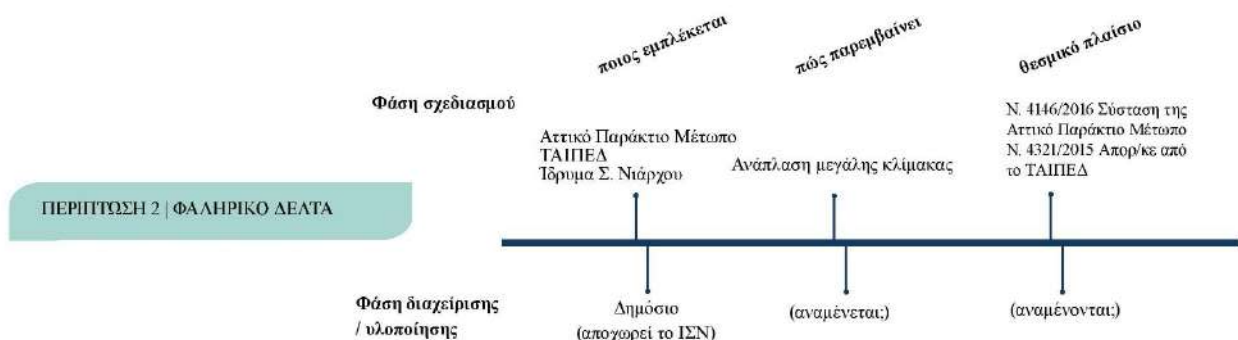 ποιος εμπλέκεται
πώς παρεμβαίνει
θεσμικό πλαίσιο
Φάση σχεδιασμού
Αττικό Παράκτιο Μέτωπο
ΤΑΙΠΕΔ
Ίδρυμα Σ. Νιάρχου
Ανάπλαση μεγάλης κλίμακας
Ν. 4146/2016 Σύσταση της
Αττικό Παράκτιο Μέτωπο
Ν. 4321/2015 Απορ/κε από
το ΤΑΙΠΕΔ
ΠΕΡΙΠΤΩΣΗ 2 | ΦΑΛΗΡΙΚΟ ΔΕΛΤΑ
Φάση διαχείρισης
/ υλοποίησης
Δημόσιο
(αποχωρεί το ΙΣΝ)
(αναμένεται;)
(αναμένονται;)